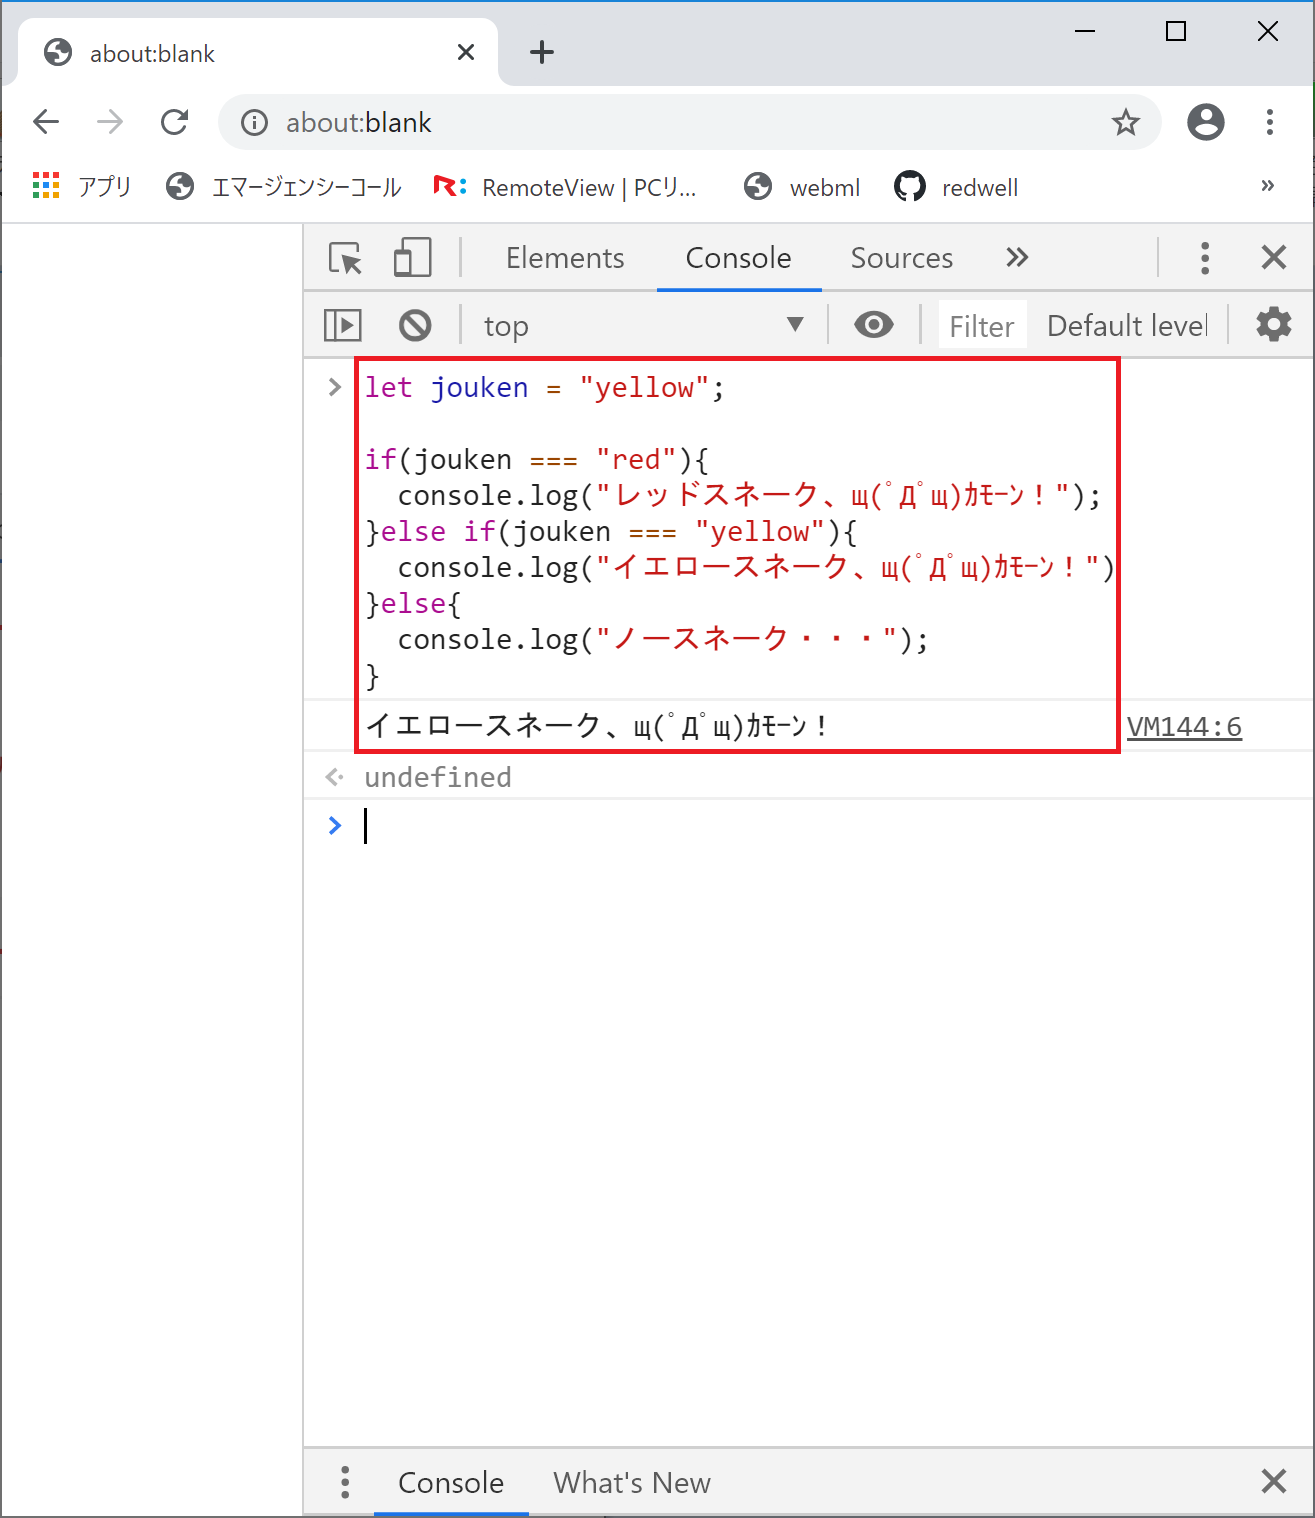 about:blank
about:blank
アプリ エマージェンシーコール RemoteView | PCリ... webml redwell »
Elements Console Sources »
top Filter Default level
let jouken = "yellow";
if(jouken === "red"){
  console.log("レッドスネーク、щ(ﾟДﾟщ)ｶﾓｰﾝ！");
}else if(jouken === "yellow"){
  console.log("イエロースネーク、щ(ﾟДﾟщ)ｶﾓｰﾝ！")
}else{
  console.log("ノースネーク・・・");
}
イエロースネーク、щ(ﾟДﾟщ)ｶﾓｰﾝ！ VM144:6
undefined
Console What's New